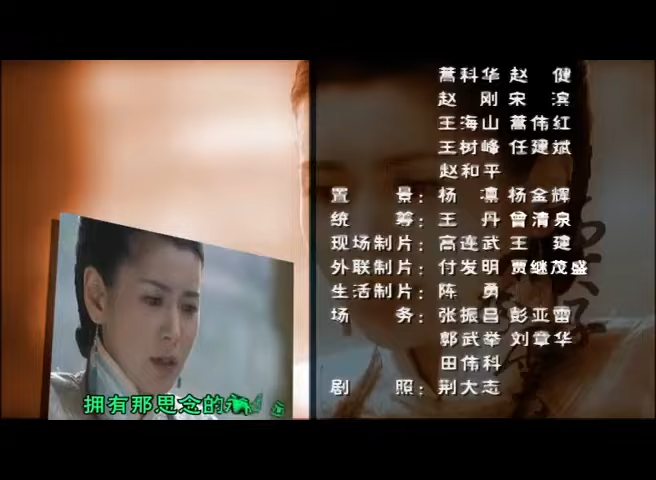 蒿科华 赵 健
赵 刚 宋 滨
王海山 蒿伟红
王树峰 任建斌
赵和平
置 景：杨 凛 杨金辉
统 筹：王 丹 曾清泉
现场制片：高连武 王 建
外联制片：付发明 贾继茂盛
生活制片：陈 勇
场 务：张振昌 彭亚雷
郭武举 刘章华
田伟科
剧 照：荆大志
拥有那思念的